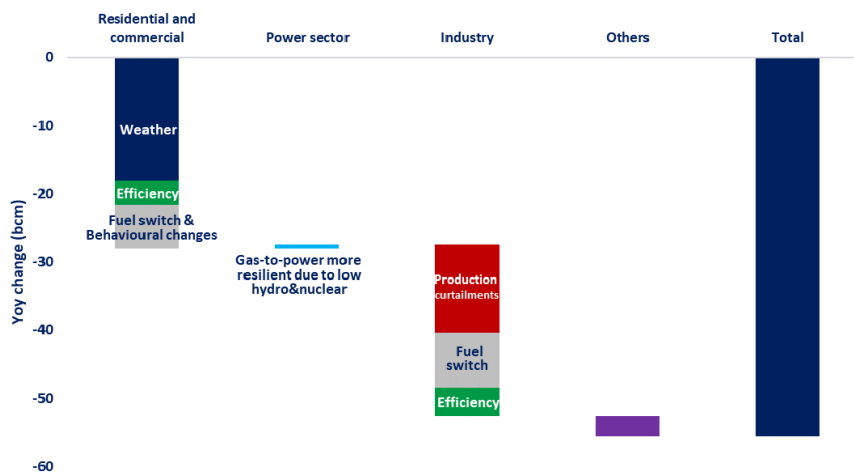 Residential and
commercial
Power sector
Industry
Others
Total
0
-10
-20
-30
-40
-50
-60
Yoy change (bcm)
Weather
Efficiency
Fuel switch &
Behavioural changes
Gas-to-power more
resilient due to low
hydro&nuclear
Production
curtailments
Fuel
switch
Efficiency